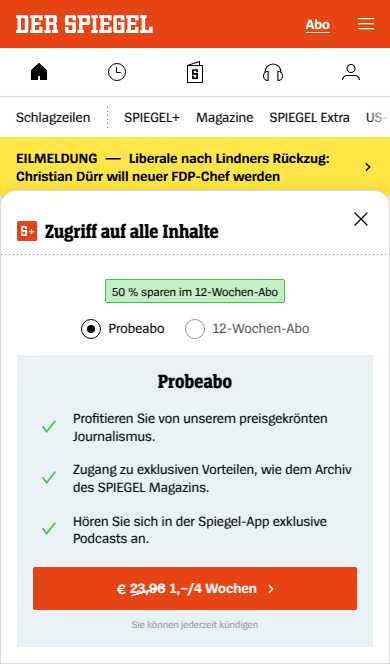 DER SPIEGEL
Abo
Schlagzeilen
SPIEGEL+
Magazine
SPIEGEL Extra
US-
EILMELDUNG — Liberale nach Lindners Rückzug:
Christian Dürr will neuer FDP-Chef werden
S+ Zugriff auf alle Inhalte
50 % sparen im 12-Wochen-Abo
Probeabo
12-Wochen-Abo
Probeabo
Profitieren Sie von unserem preisgekrönten
Journalismus.
Zugang zu exklusiven Vorteilen, wie dem Archiv
des SPIEGEL Magazins.
Hören Sie sich in der Spiegel-App exklusive
Podcasts an.
€ 23,96 1,–/4 Wochen
Sie können jederzeit kündigen